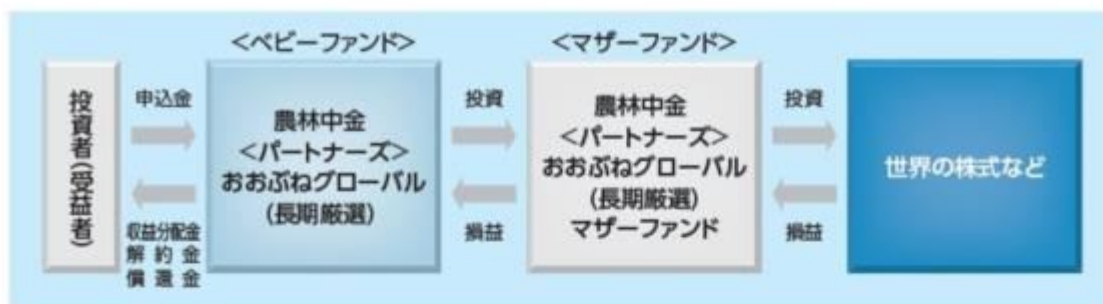 <ベビーファンド>
<マザーファンド>
投資者(受益者)
申込金
収益分配金
解約金
償還金
農林中金
<パートナーズ>
おおぶねグローバル
(長期厳選)
投資
損益
農林中金
<パートナーズ>
おおぶねグローバル
(長期厳選)
マザーファンド
投資
損益
世界の株式など